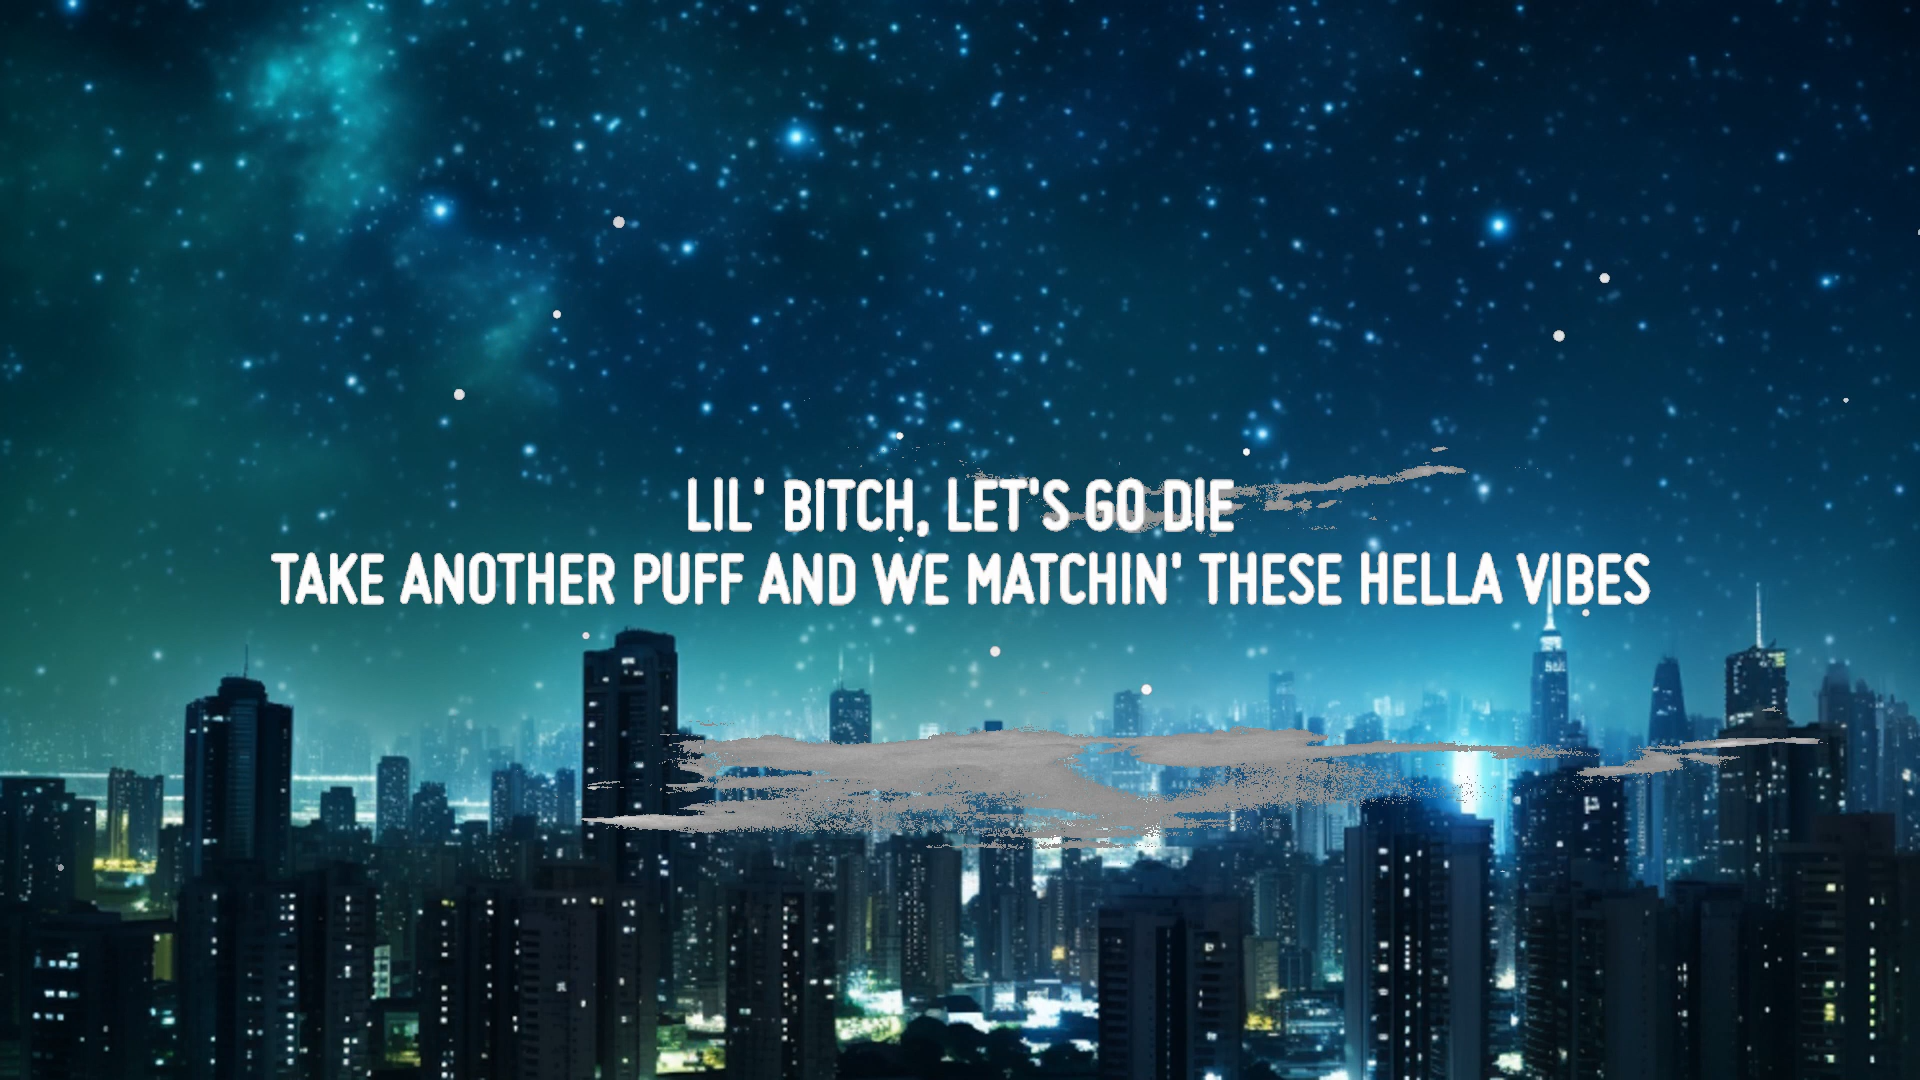 LIL' BITCH, LET'S GO DIE
TAKE ANOTHER PUFF AND WE MATCHIN' THESE HELLA VIBES